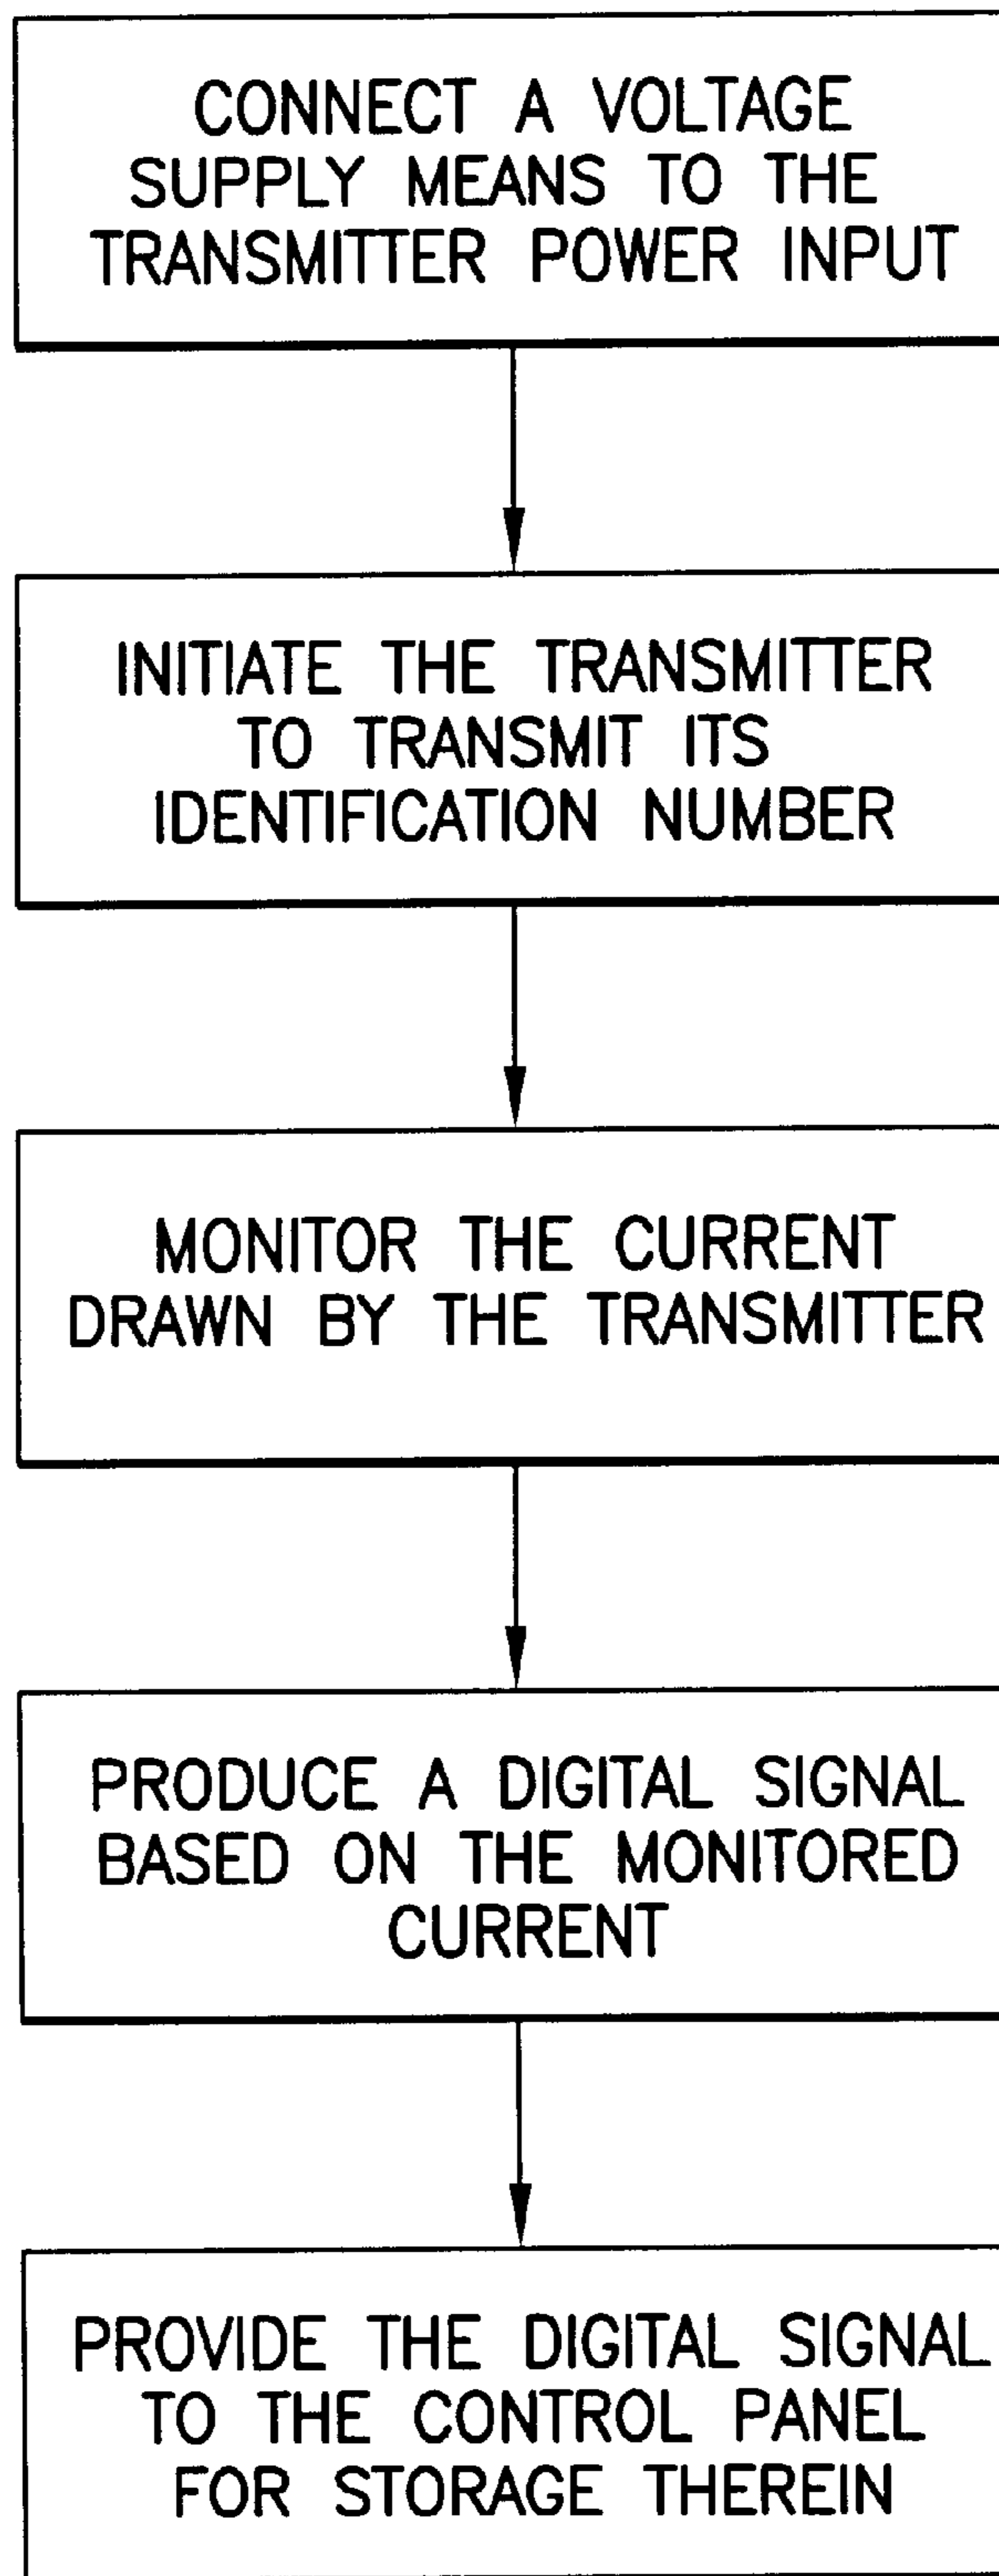 CONNECT A VOLTAGE
SUPPLY MEANS TO THE
TRANSMITTER POWER INPUT
INITIATE THE TRANSMITTER
TO TRANSMIT ITS
IDENTIFICATION NUMBER
MONITOR THE CURRENT
DRAWN BY THE TRANSMITTER
PRODUCE A DIGITAL SIGNAL
BASED ON THE MONITORED
CURRENT
PROVIDE THE DIGITAL SIGNAL
TO THE CONTROL PANEL
FOR STORAGE THEREIN